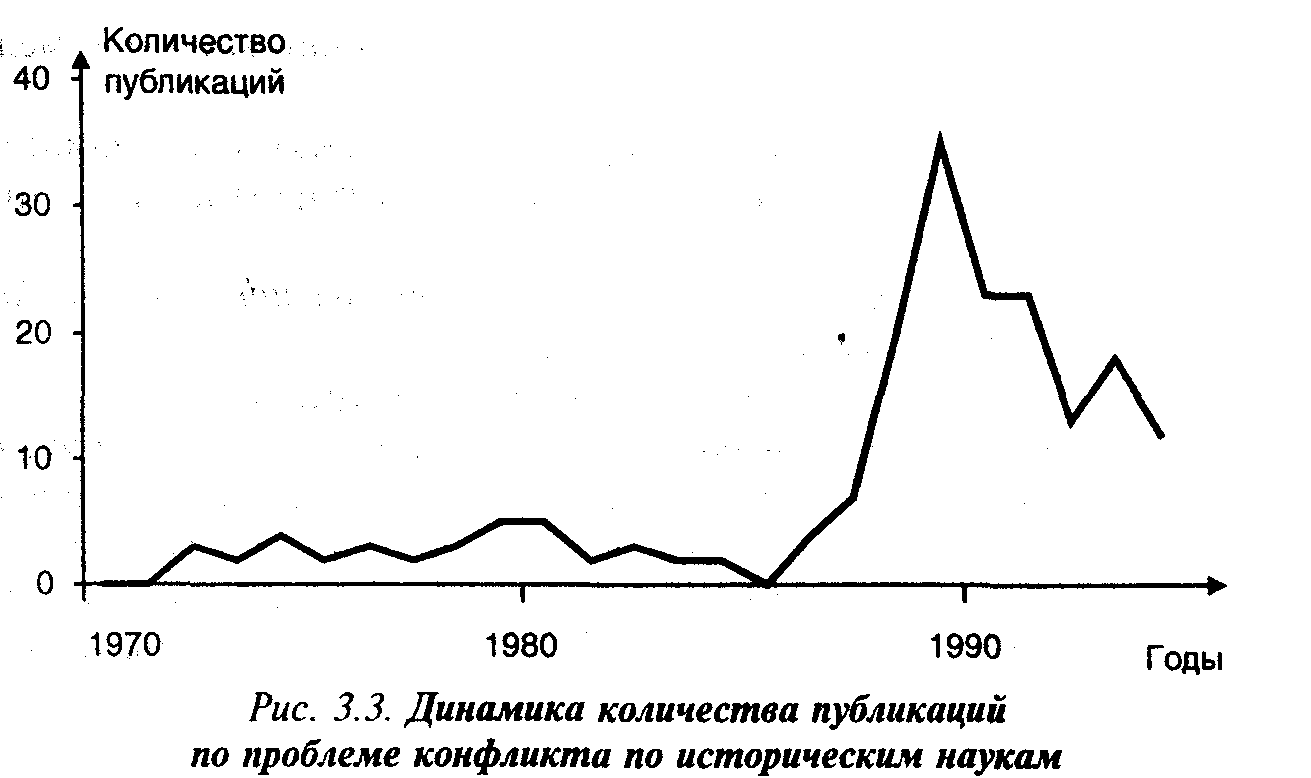 Количество
публикаций
40
30
20
10
0
1970
1980
1990
Годы
Рис. 3.3. Динамика количества публикаций
по проблеме конфликта по историческим наукам